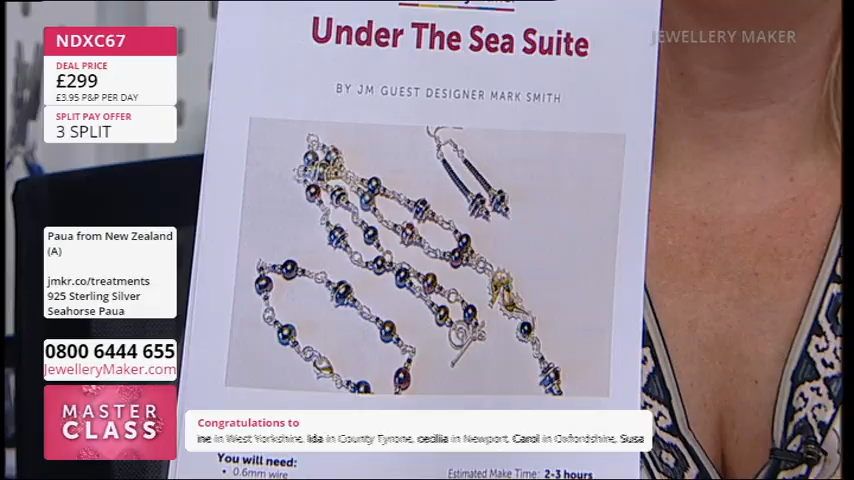 NDXC67
DEAL PRICE
£299
£3.95 P&P PER DAY
SPLIT PAY OFFER
3 SPLIT
Under The Sea Suite
BY JM GUEST DESIGNER MARK SMITH
JEWELLERY MAKER
Paua from New Zealand
(A)
jmkr.co/treatments
925 Sterling Silver
Seahorse Paua
0800 6444 655
JewelleryMaker.com
MASTER
CLASS
Congratulations to
ine in West Yorkshire, Ida in County Tyrone, cecilia in Newport, Carol in Oxfordshire, Susa
You will need:
• 0.6mm wire
Estimated Make Time: 2-3 hours